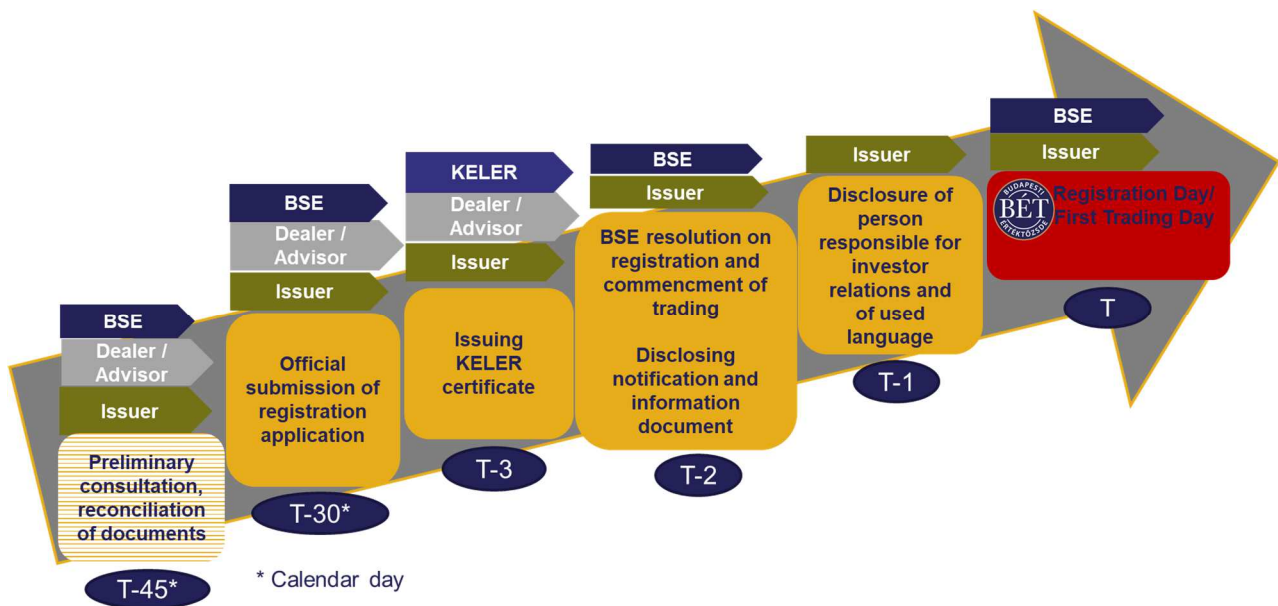 BSE
Dealer /
Advisor
Issuer
Preliminary
consultation,
reconciliation
of documents
T-45*
BSE
Dealer /
Advisor
Issuer
Official
submission of
registration
application
T-30*
KELER
Dealer /
Advisor
Issuer
Issuing
KELER
certificate
T-3
BSE
Issuer
BSE resolution on
registration and
commencment of
trading
Disclosing
notification and
information
document
T-2
Issuer
Disclosure of
person
responsible for
investor
relations and
of used
language
T-1
BSE
Issuer
BUDAPESTI
BÉT
ÉRTÉKTŐZSDE
Registration Day/
First Trading Day
T
* Calendar day